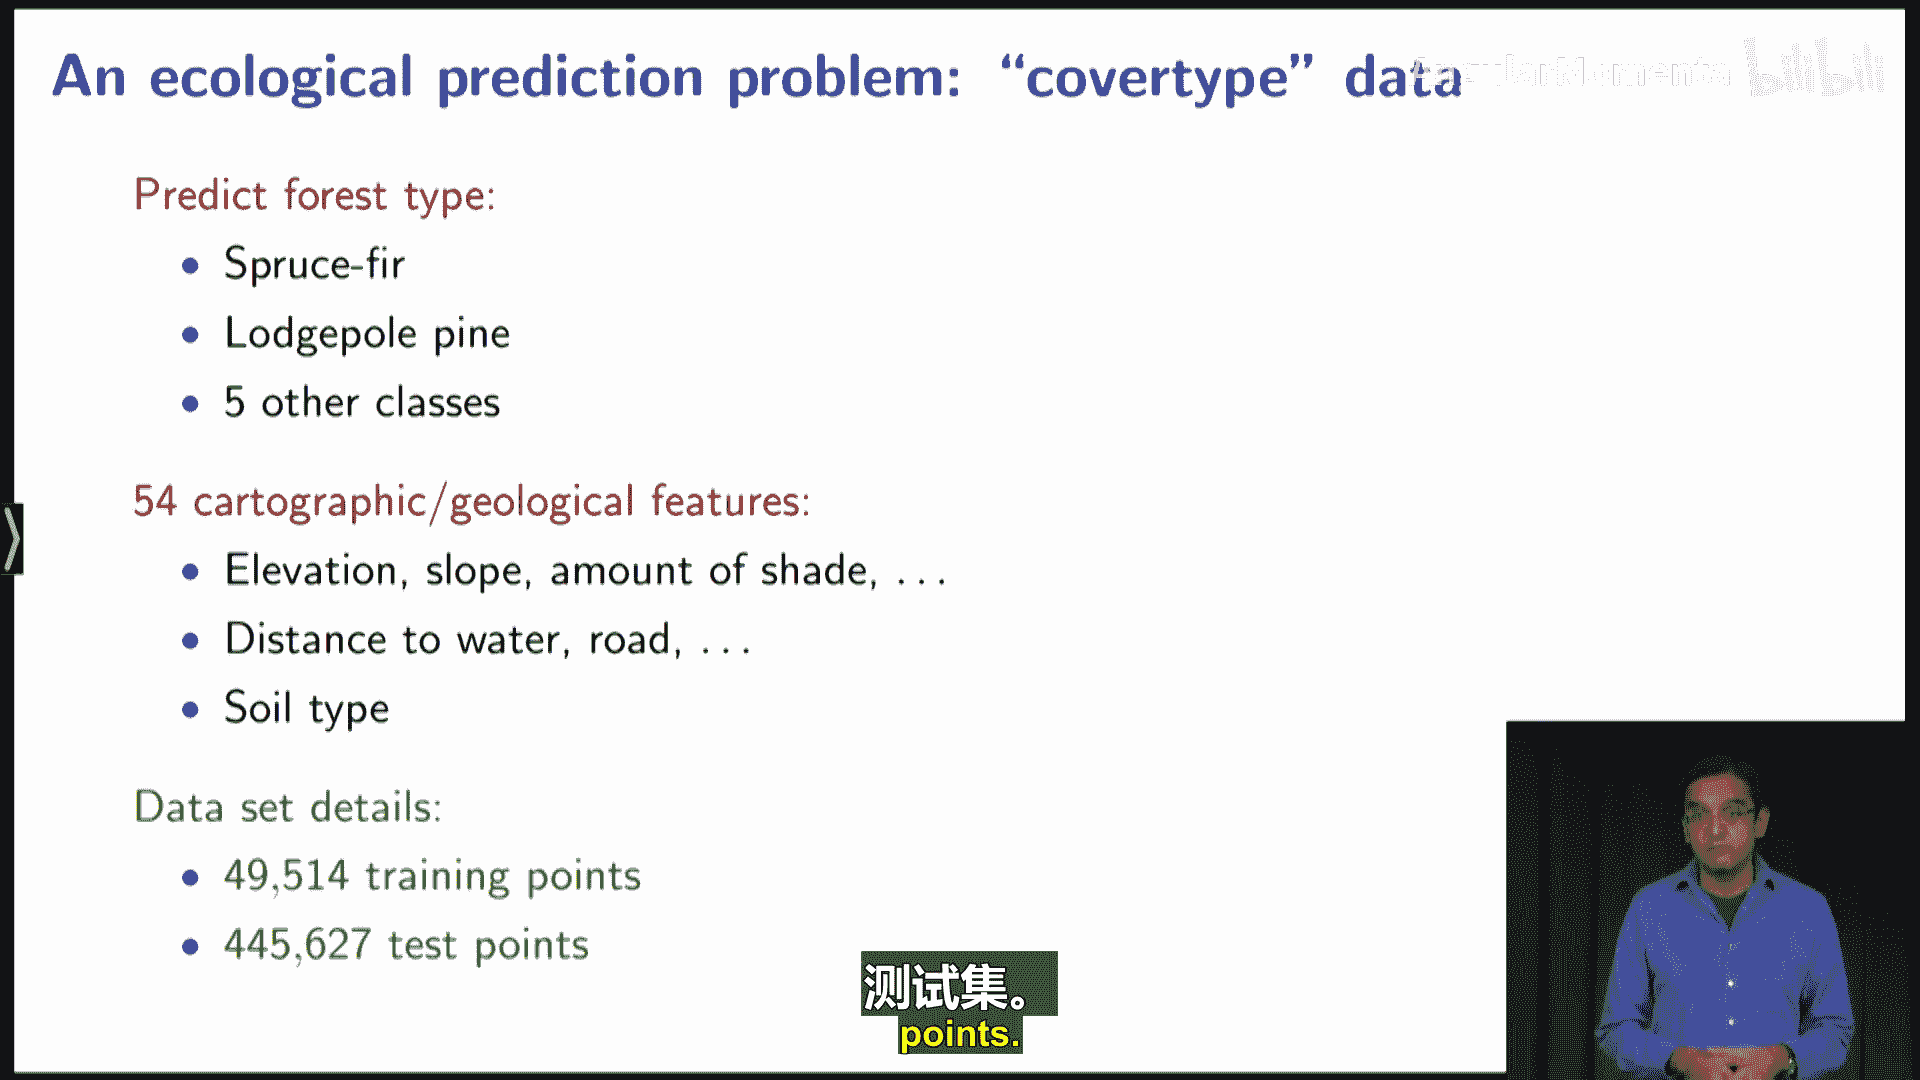 An ecological prediction problem: “covertype” data
bilibili
Predict forest type:
• Spruce-fir
• Lodgepole pine
• 5 other classes
54 cartographic/geological features:
• Elevation, slope, amount of shade, . . .
• Distance to water, road, . . .
• Soil type
Data set details:
• 49,514 training points
• 445,627 test points
测试集。
points.